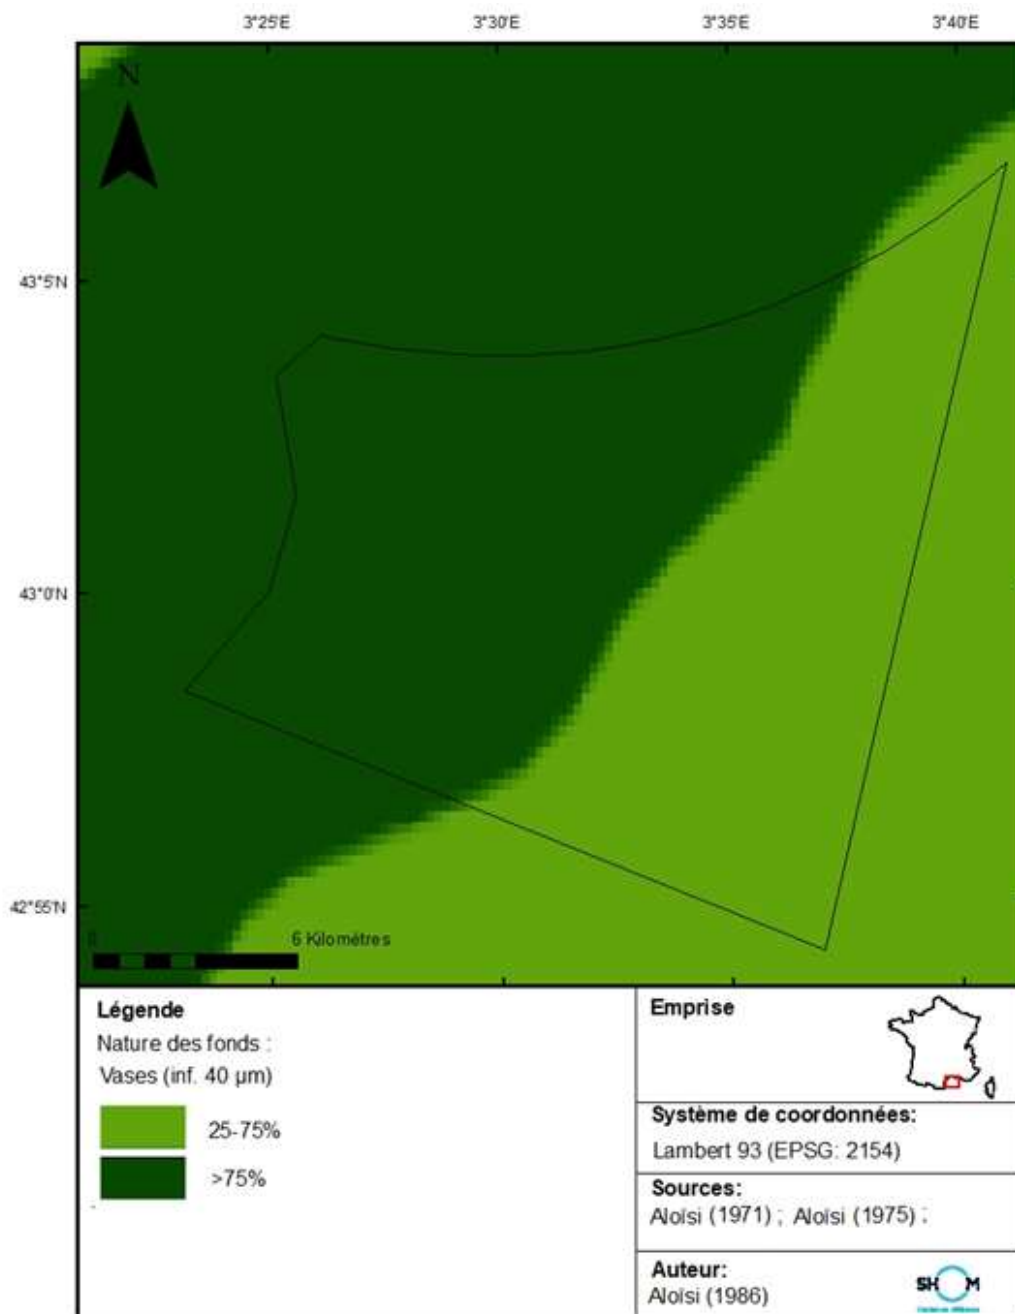 3°25'E 3°30'E 3°35'E 3°40'E
N
43°5'N
43°0'N
42°55'N
0 6 Kilométres
Légende
Nature des fonds :
Vases (inf. 40 µm)
25-75%
>75%
Emprise
Système de coordonnées:
Lambert 93 (EPSG: 2154)
Sources:
Aloïsi (1971) ; Aloïsi (1975) ;
Auteur:
Aloïsi (1986)
SHOM